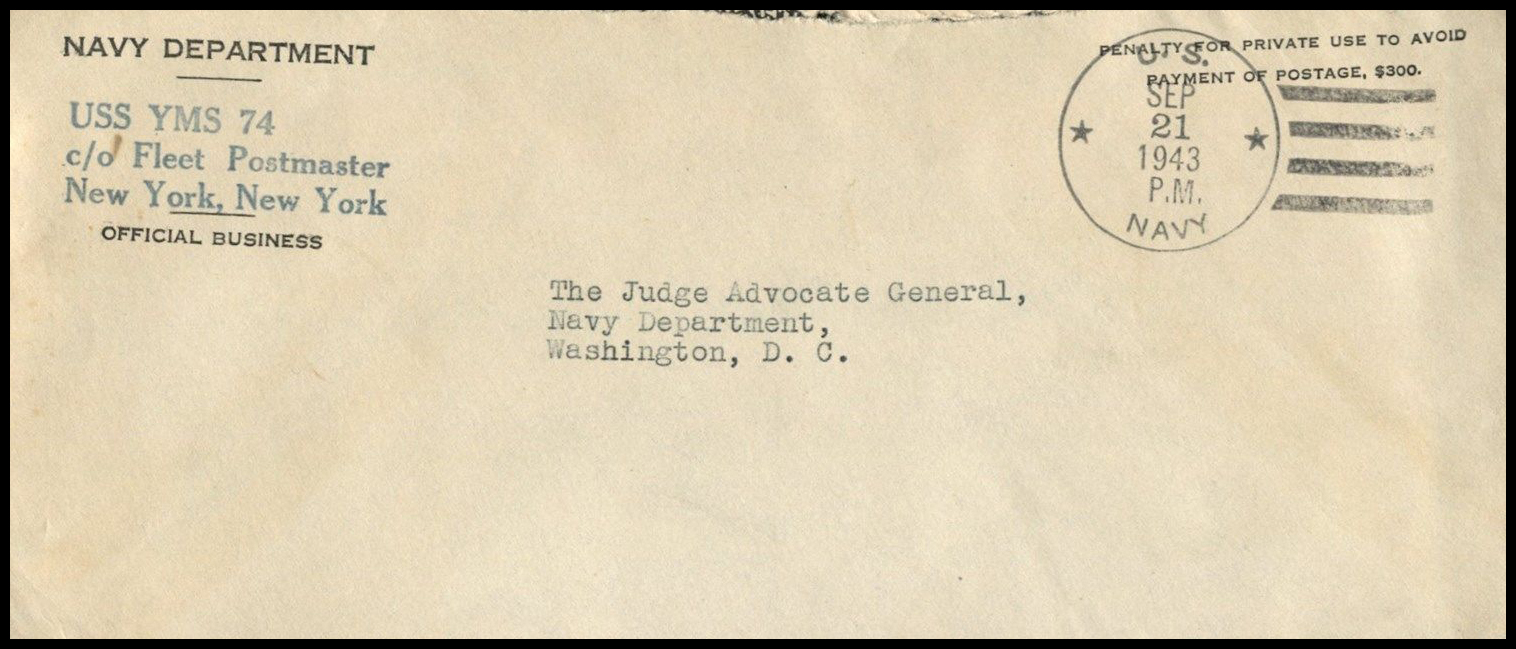 NAVY DEPARTMENT
USS YMS 74
c/o Fleet Postmaster
New York, New York
OFFICIAL BUSINESS
PENALTY FOR PRIVATE USE TO AVOID
PAYMENT OF POSTAGE, $300.
U. S.
SEP
21
1943
P.M.
NAVY
The Judge Advocate General,
Navy Department,
Washington, D. C.